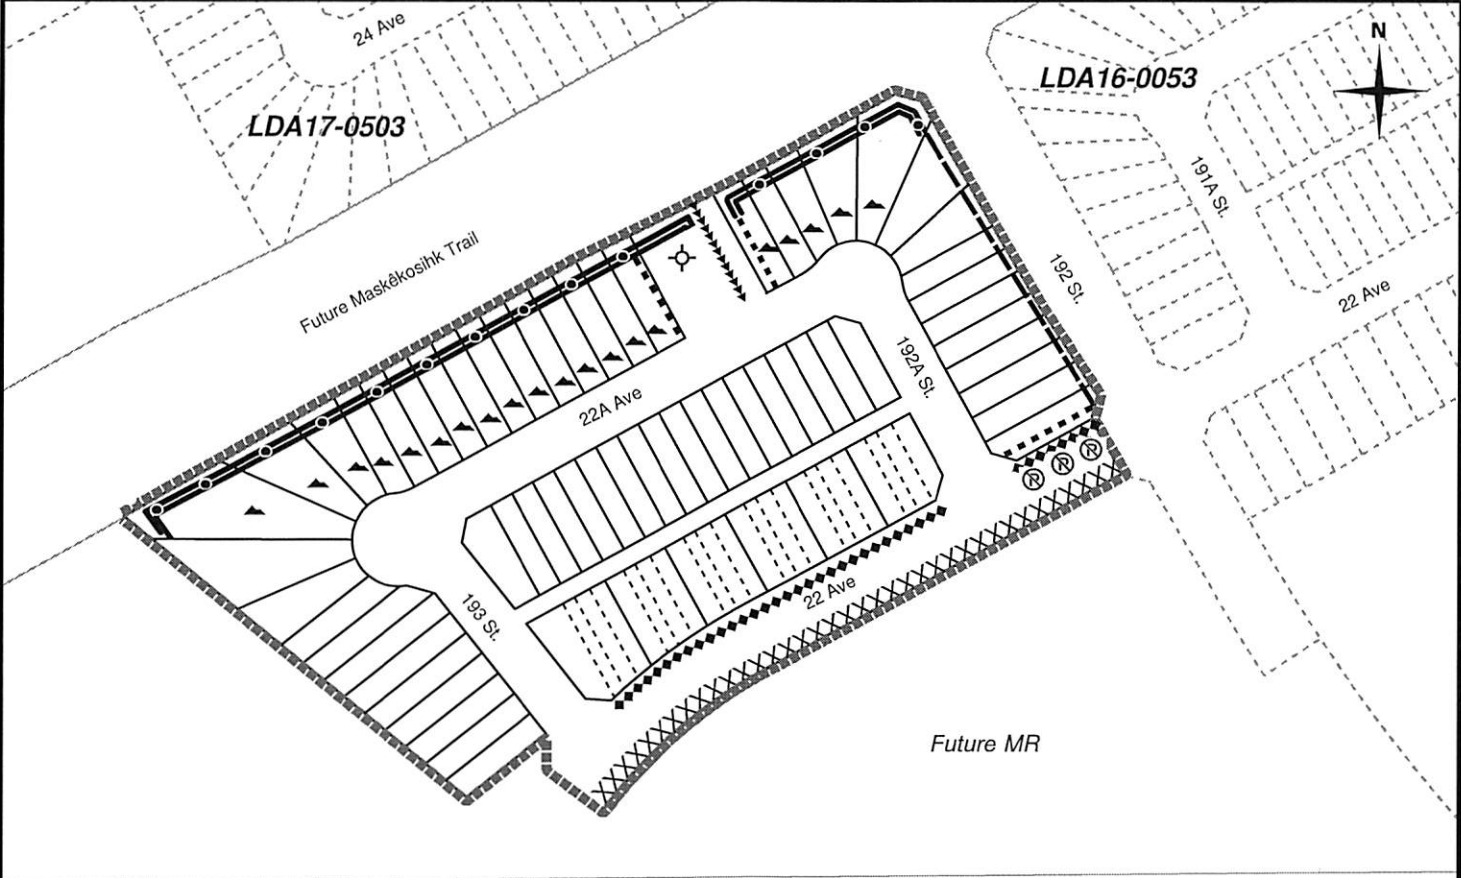 24 Ave
N
LDA16-0053
LDA17-0503
191A St.
Future Maskêkosihk Trail
192 St.
22 Ave
192A St.
22A Ave
R
R
R
22 Ave
193 St.
Future MR